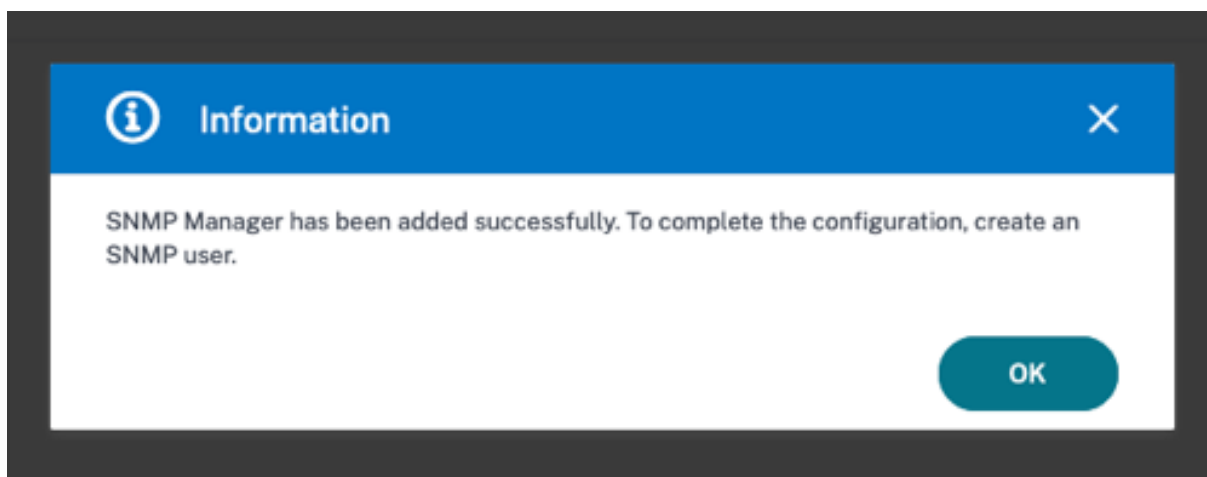 Information
SNMP Manager has been added successfully. To complete the configuration, create an
SNMP user.
OK